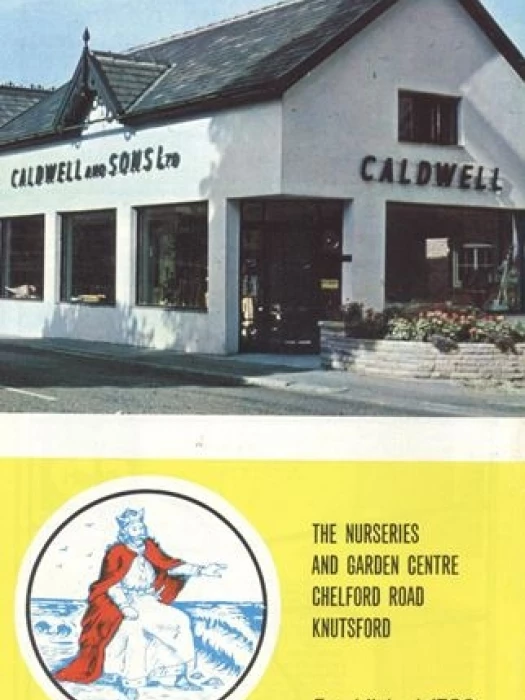 CALDWELL AND SONS LTD
CALDWELL
THE NURSERIES
AND GARDEN CENTRE
CHELFORD ROAD
KNUTSFORD